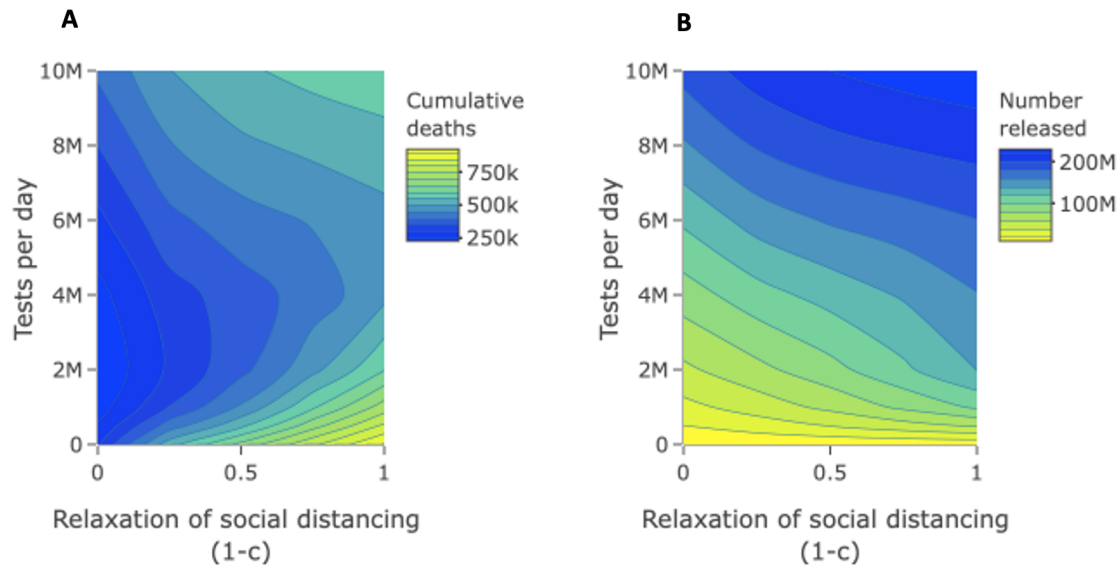 A
10M
8M
6M
4M
2M
0
Tests per day
0
0.5
1
Relaxation of social distancing
(1-c)
Cumulative
deaths
750k
500k
250k
B
10M
8M
6M
4M
2M
0
Tests per day
0
0.5
1
Relaxation of social distancing
(1-c)
Number
released
200M
100M